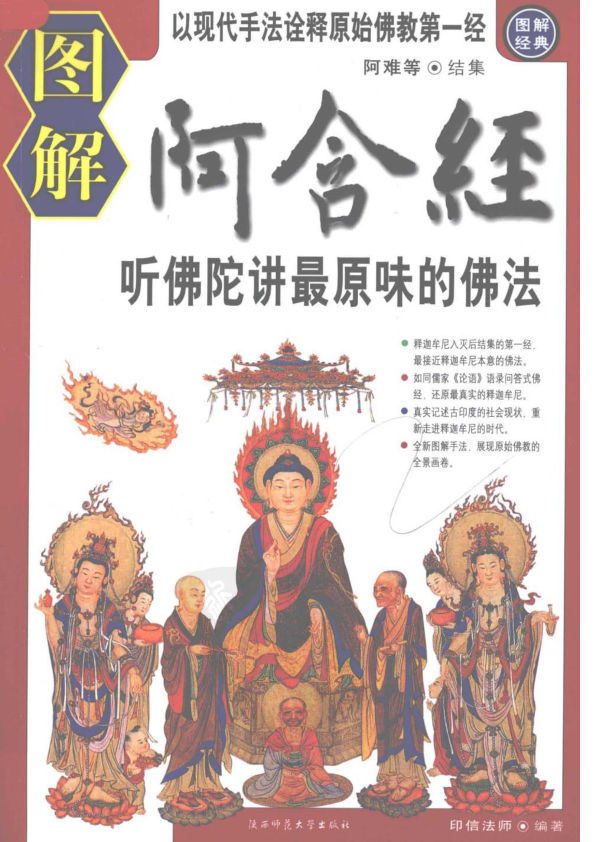 以现代手法诠释原始佛教第一经
图解
经典
阿难等 ⊙ 结集
图解
阿含經
听佛陀讲最原味的佛法
● 释迦牟尼入灭后结集的第一经，
最接近释迦牟尼本意的佛法。
● 如同儒家《论语》语录问答式佛
经，还原最真实的释迦牟尼。
● 真实记述古印度的社会现状，重
新走进释迦牟尼的时代。
● 全新图解手法，展现原始佛教的
全景画卷。
陕西师范大学出版社
印信法师 ⊙ 编著